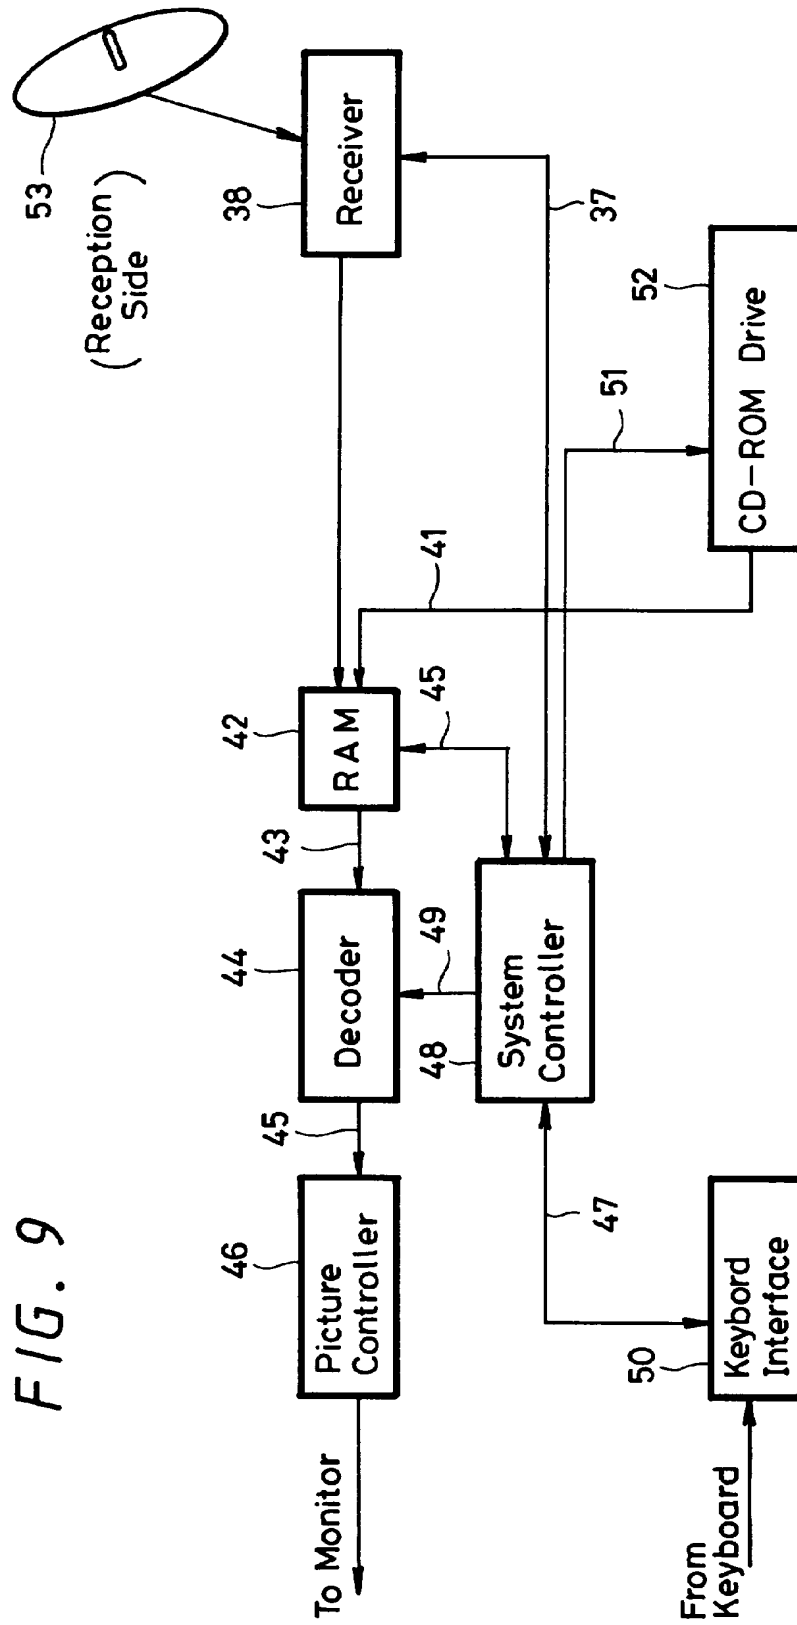 FIG. 9
(Reception
Side)
53
38
Receiver
37
42
RAM
41
45
43
44
Decoder
49
45
46
Picture
Controller
To Monitor
48
System
Controller
47
51
52
CD-ROM Drive
50
Keybord
Interface
From
Keyboard